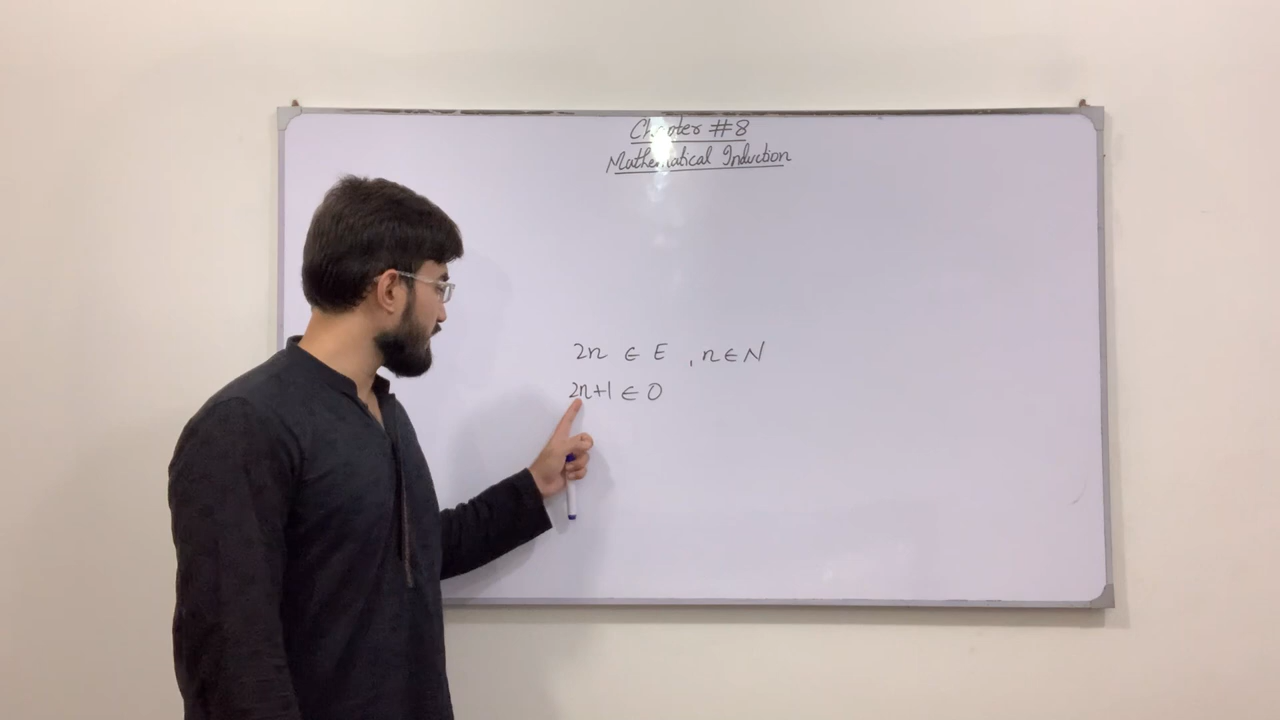 Chapter #8
Mathematical Induction
2n ∈ E , n ∈ N
2n+1 ∈ O